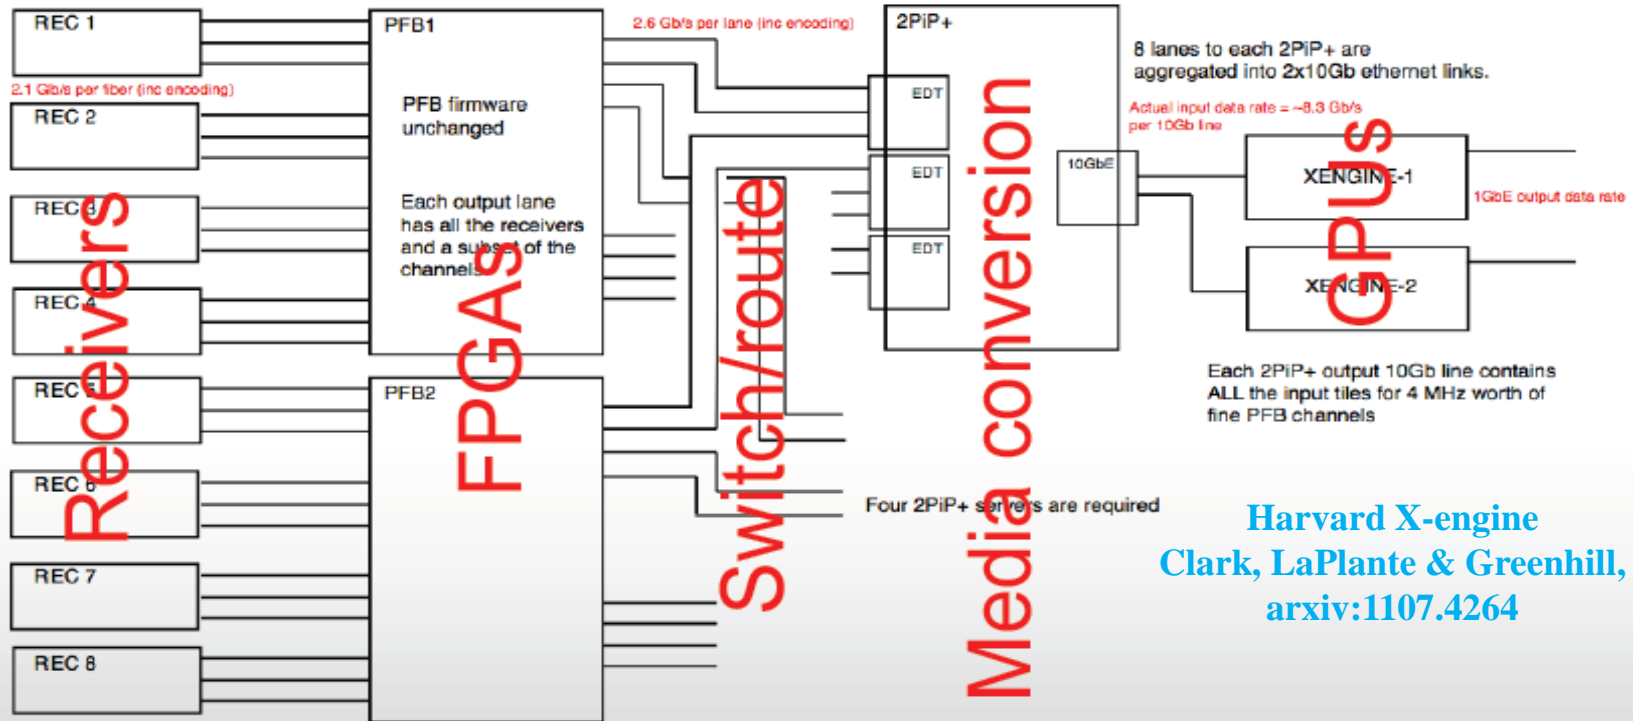 REC 1
2.1 Gib/s per fiber (inc encoding)
REC 2
REC 3
REC 4
REC 5
REC 6
REC 7
REC 8
Receivers
PFB1
PFB firmware
unchanged
Each output lane
has all the receivers
and a subset of the
channels
PFB2
FPGAs
2.6 Gb/s per lane (inc encoding)
Switch/route
2PiP+
EDT
EDT
EDT
10GbE
Media conversion
Four 2PiP+ servers are required
8 lanes to each 2PiP+ are
aggregated into 2x10Gb ethernet links.
Actual input data rate = ~8.3 Gb/s
per 10Gb line
XENGINE-1
XENGINE-2
GPUs
1GbE output data rate
Each 2PiP+ output 10Gb line contains
ALL the input tiles for 4 MHz worth of
fine PFB channels
Harvard X-engine
Clark, LaPlante & Greenhill,
arxiv:1107.4264